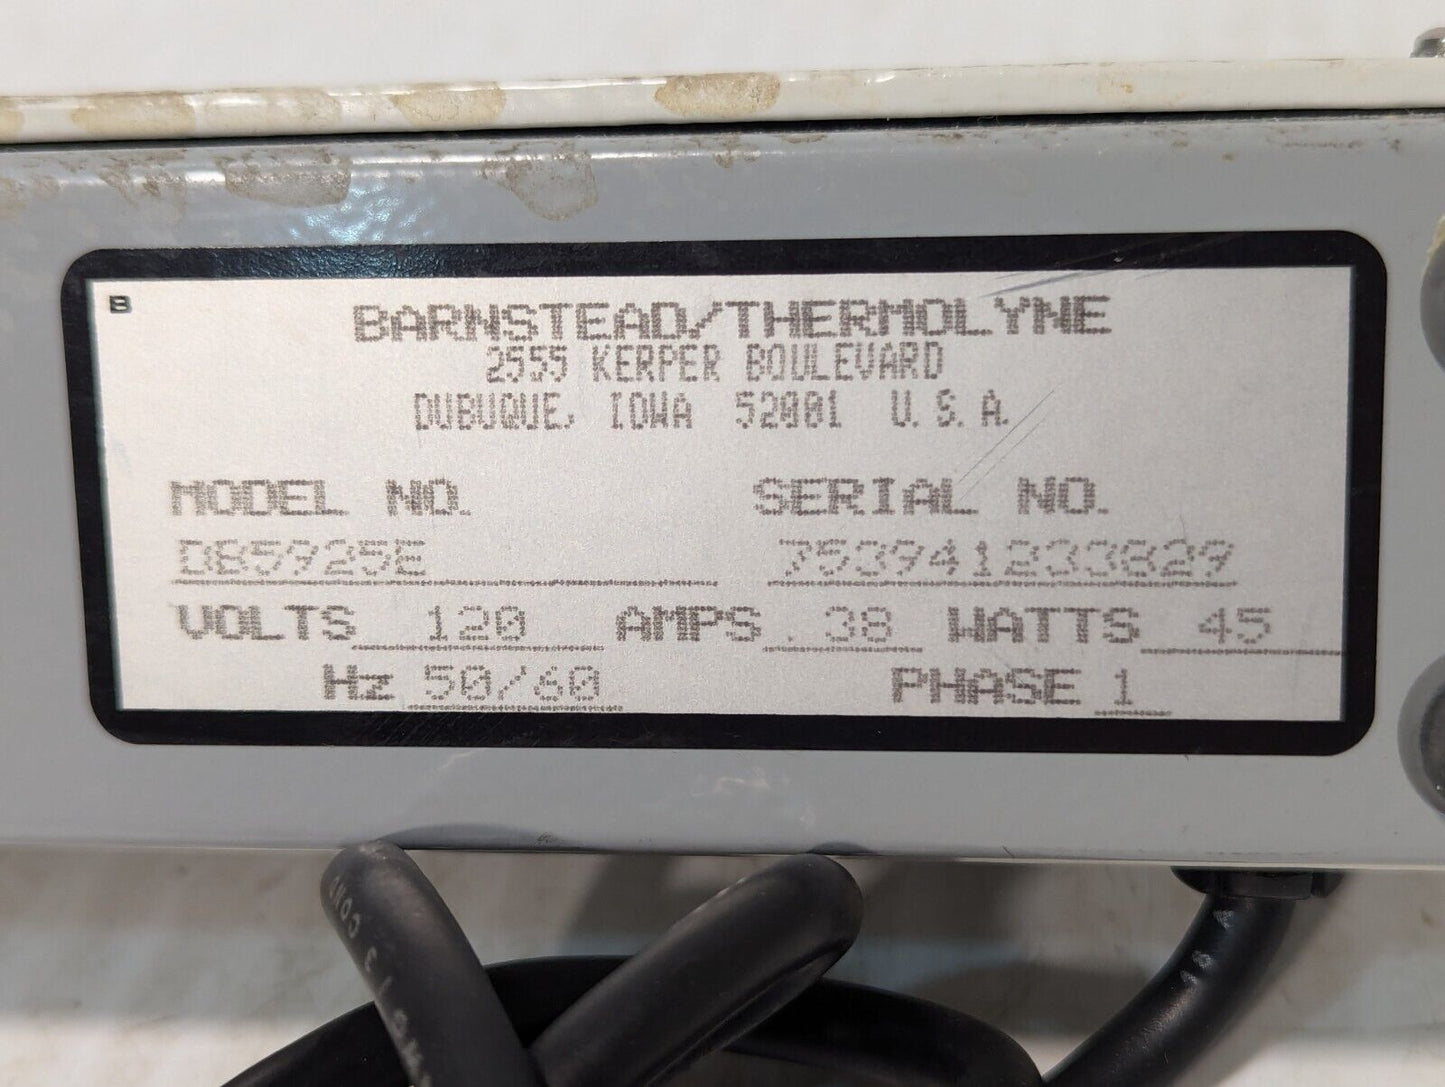 B
BARNSTEAD/THERMOLYNE
2555 KERPER BOULEVARD
DUBUQUE, IOWA 52001 U.S.A.
MODEL NO. SERIAL NO.
DB5925E 753941233829
VOLTS 120 AMPS .38 WATTS 45
Hz 50/60 PHASE 1